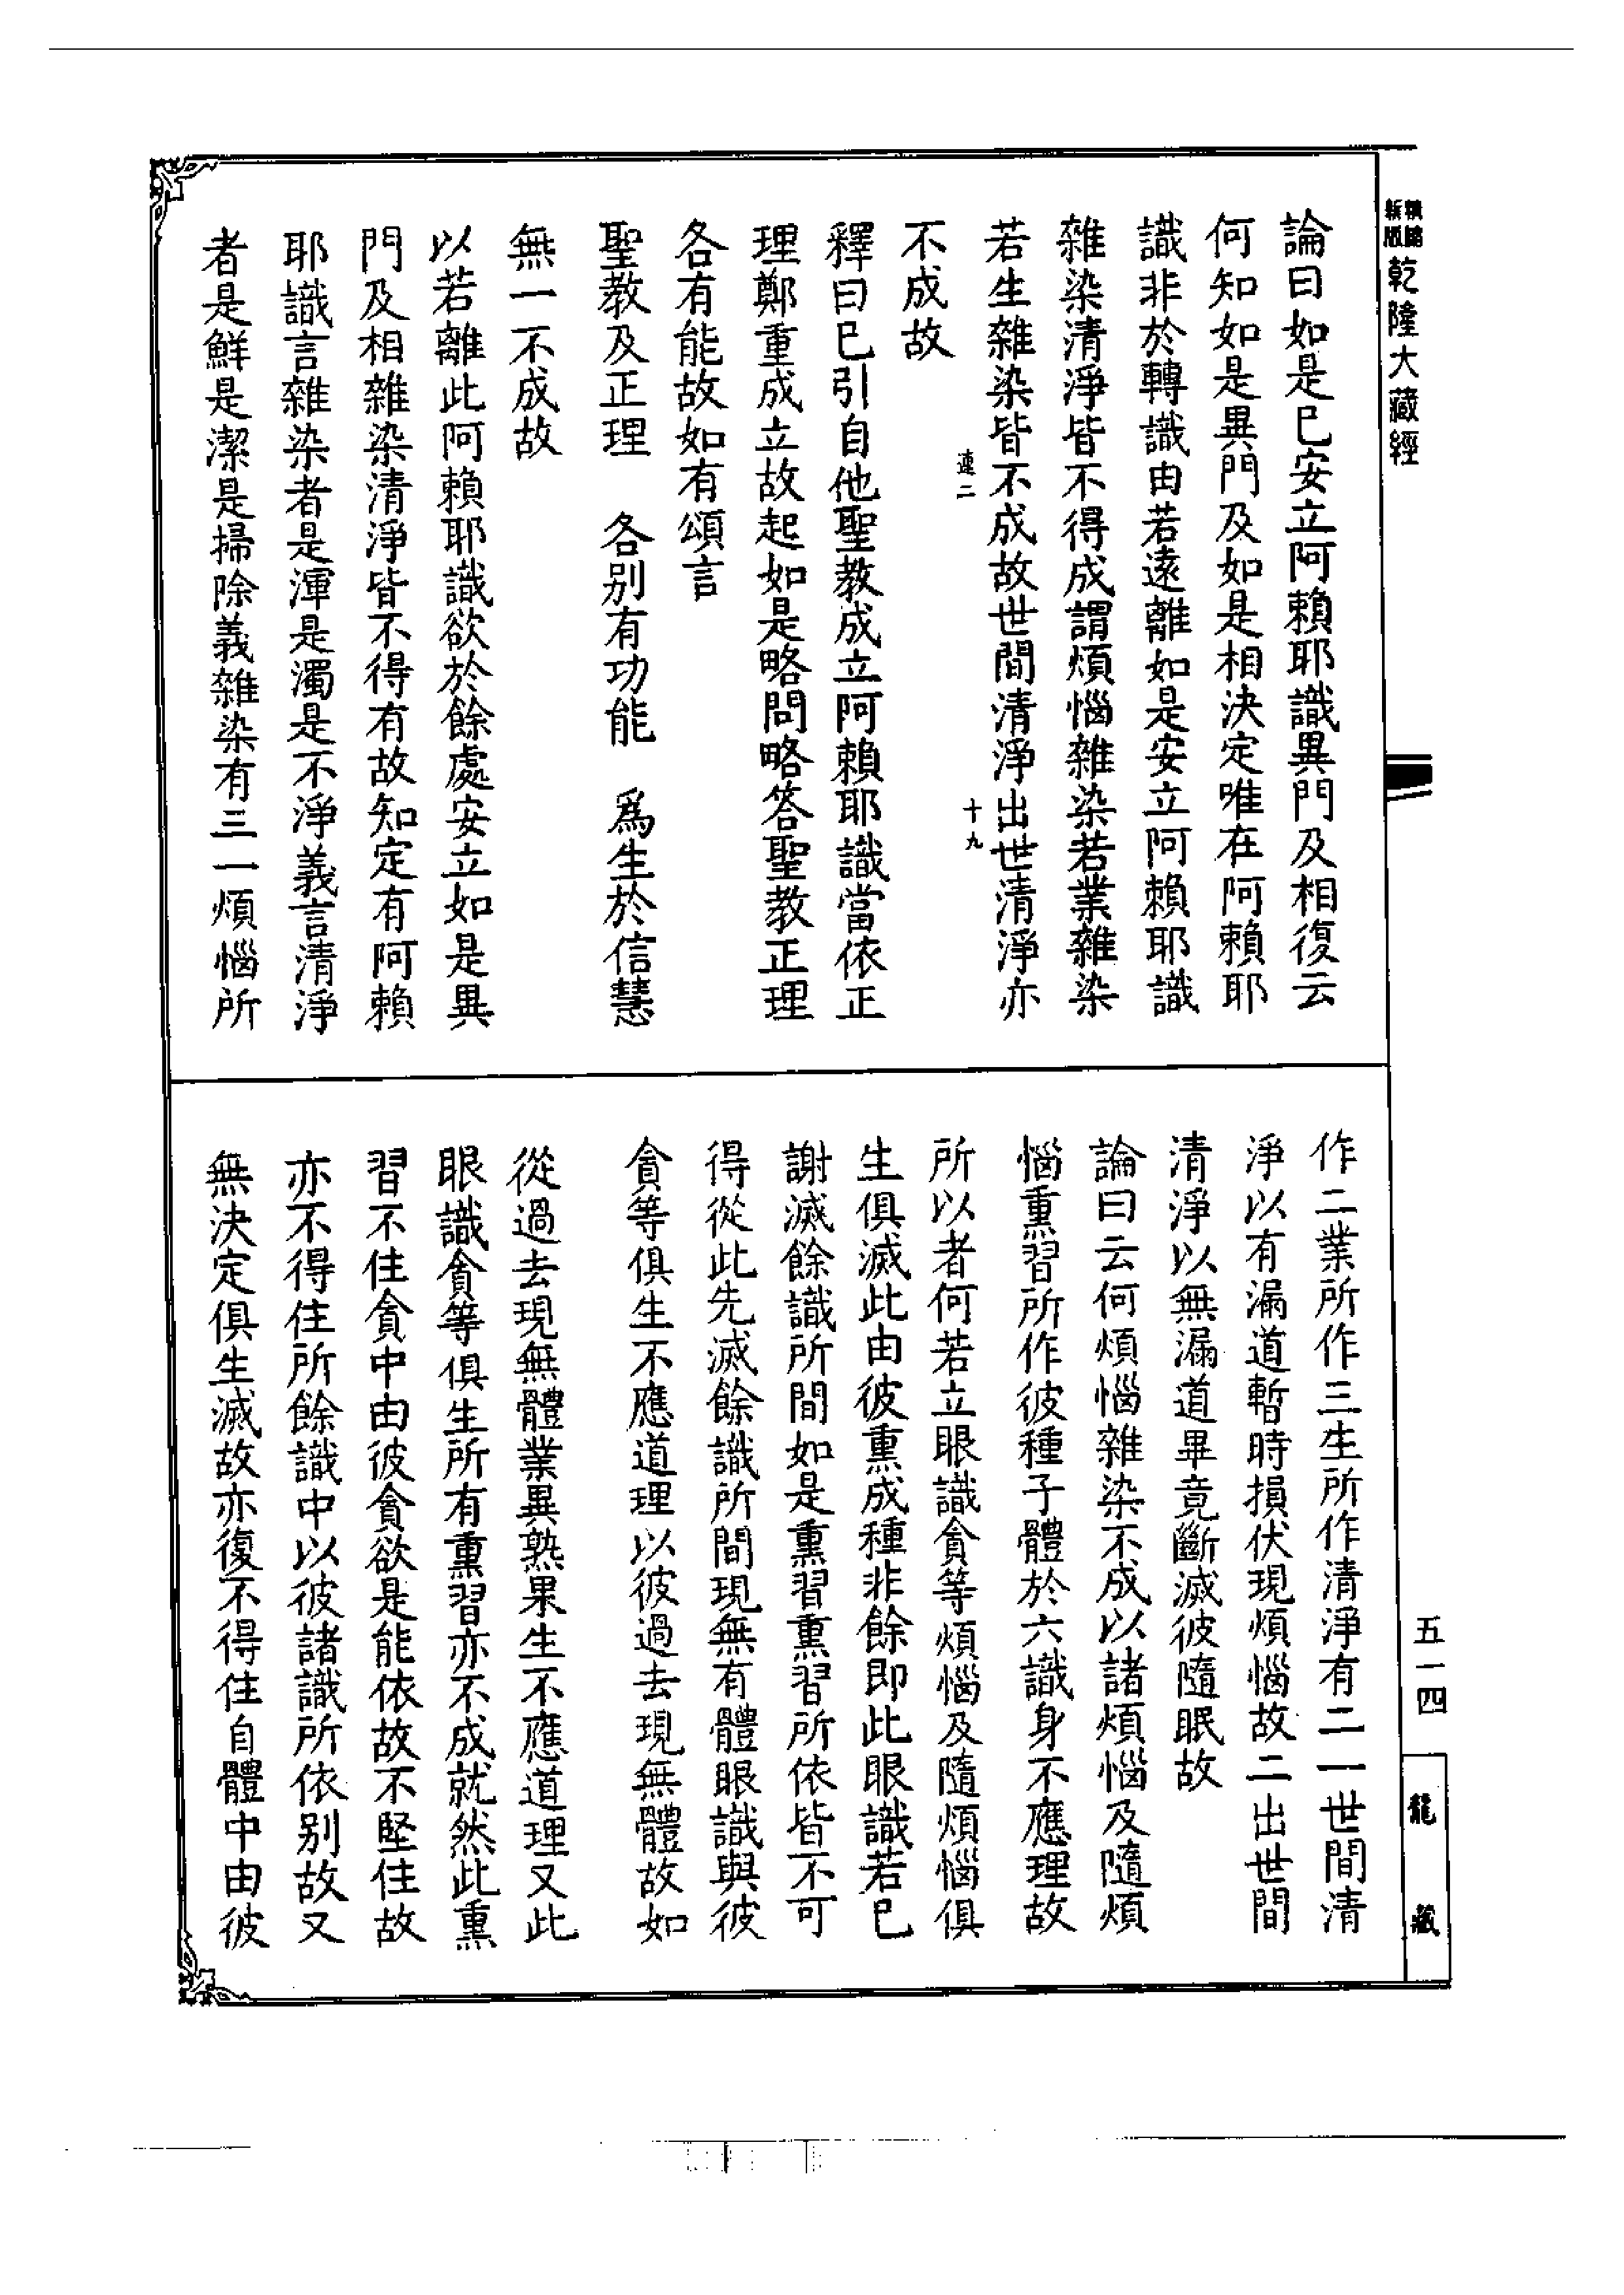 新版
精縮
乾隆大藏經
論曰如是已安立阿賴耶識異門及相復云
何知如是異門及如是相決定唯在阿賴耶
識非於轉識由若遠離如是安立阿賴耶識
雜染清淨皆不得成謂煩惱雜染若業雜染
若生雜染皆不成故世間清淨出世清淨亦
不成故
十九
釋曰已引自他聖教成立阿賴耶識當依正
理鄭重成立故起如是略問略答聖教正理
各有能故如有頌言
聖教及正理 各別有功能 爲生於信慧
無一不成故
以若離此阿賴耶識欲於餘處安立如是異
門及相雜染清淨皆不得有故知定有阿賴
耶識言雜染者是渾是濁是不淨義言清淨
者是鮮是潔是掃除義雜染有三一煩惱所
作二業所作三生所作清淨有二一世間清
淨以有漏道暫時損伏現煩惱故二出世間
清淨以無漏道畢竟斷滅彼隨眠故
論曰云何煩惱雜染不成以諸煩惱及隨煩
惱熏習所作彼種子體於六識身不應理故
所以者何若立眼識貪等煩惱及隨煩惱俱
生俱滅此由彼熏成種非餘即此眼識若已
謝滅餘識所間如是熏習熏習所依皆不可
得從此先滅餘識所間現無有體眼識與彼
貪等俱生不應道理以彼過去現無體故如
從過去現無體業異熟果生不應道理又此
眼識貪等俱生所有熏習亦不成就然此熏
習不住貪中由彼貪欲是能依故不堅住故
亦不得住所餘識中以彼諸識所依別故又
無決定俱生滅故亦復不得住自體中由彼
五一四
龍藏